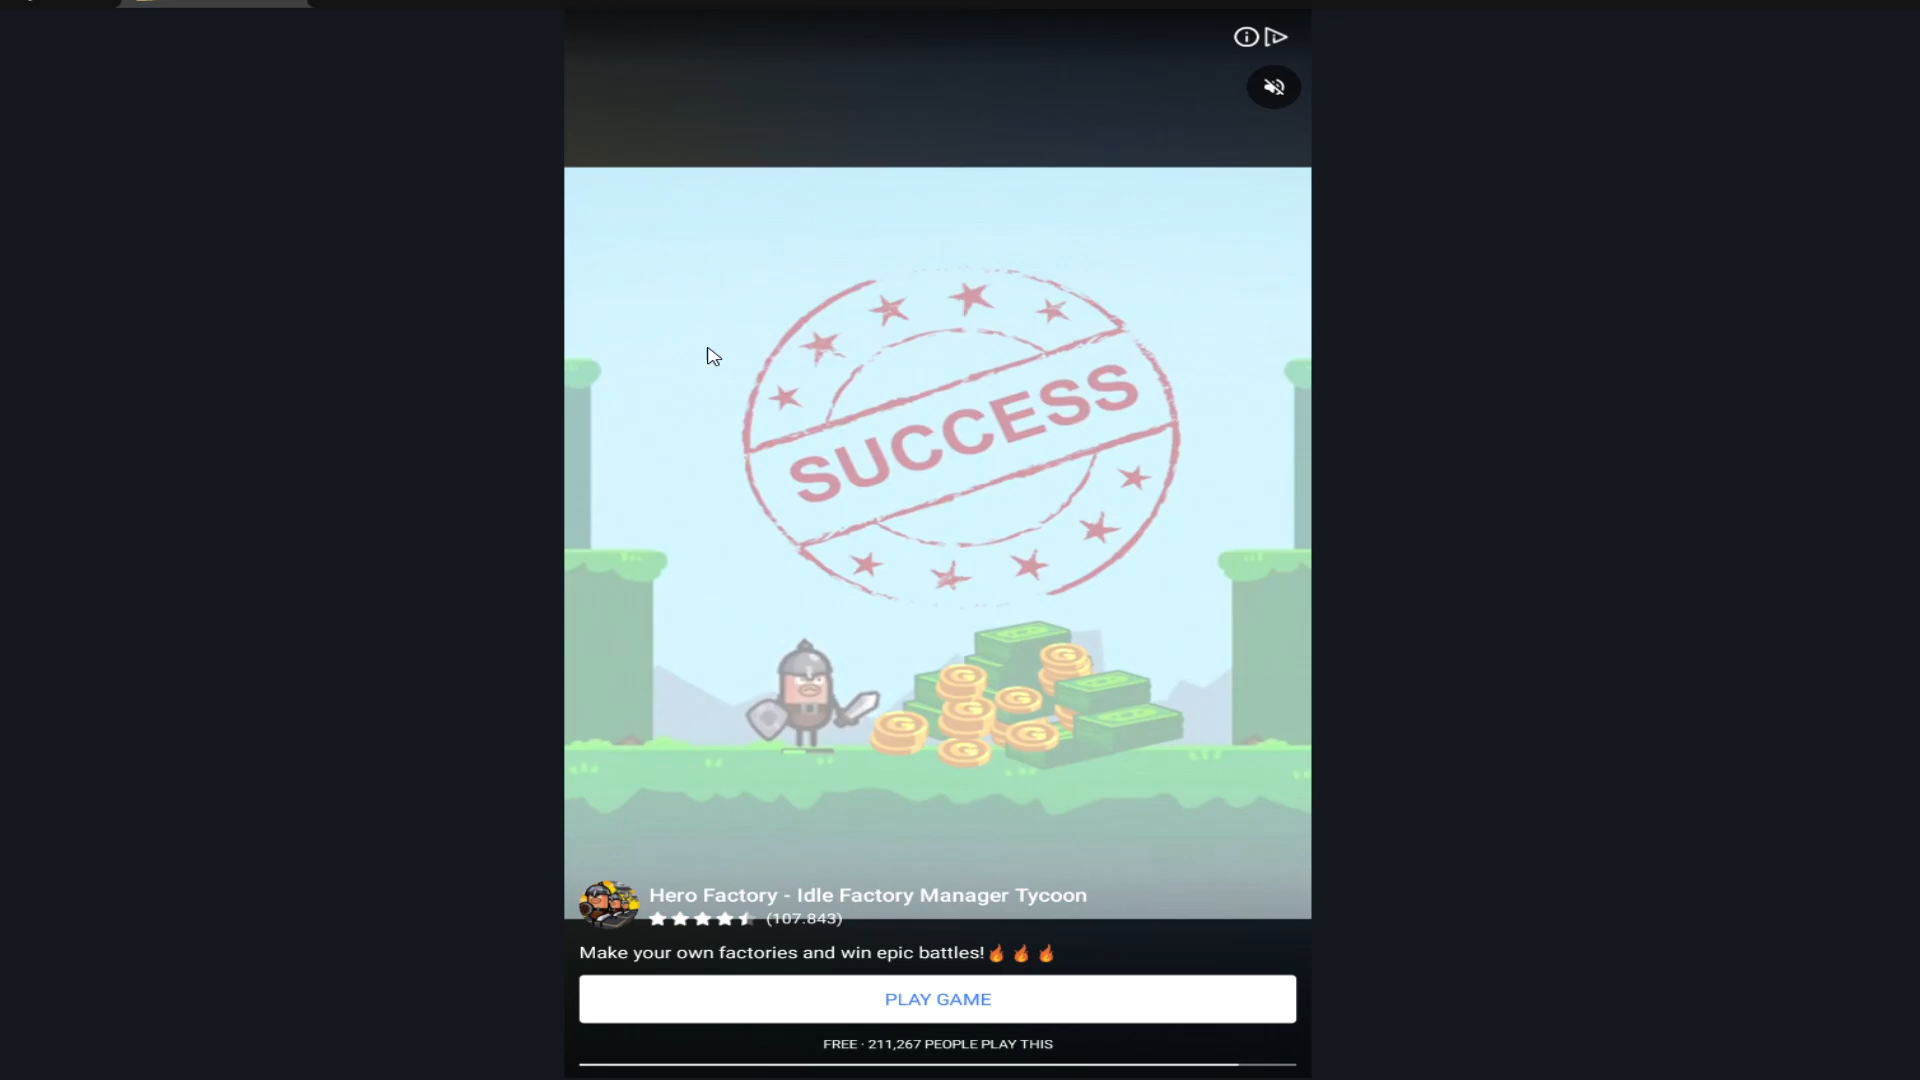 SUCCESS
Hero Factory - Idle Factory Manager Tycoon
(107.843)
Make your own factories and win epic battles!🔥 🔥 🔥
PLAY GAME
FREE · 211,267 PEOPLE PLAY THIS